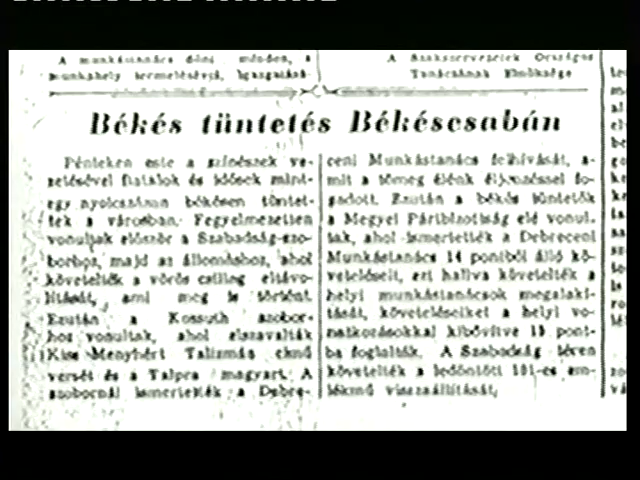 A munkástanács dönt minden, a
munkahely termelésével, igazgatásá-
A Szakszervezetek Országos
Tanácsának Elnöksége
Békés tüntetés Békéscsabán
Pénteken este a színészek ve-
zetésével fiatalok és idősek mint-
egy nyolcszázan békésen tüntet-
tek a városban. Fegyelmezetten
vonultak először a Szabadság-szo-
borhoz, majd az állomáshoz, ahol
követelték a vörös csillag eltávo-
lítását, ami meg is történt.
Ezután a Kossuth szobor-
hoz vonultak, ahol elszavalták
Kiss Menyhért Talizmán című
versét és a Talpra magyart. A
szobornál ismertették a Debre-
ceni Munkástanács felhívását, a-
mit a tömeg élénk éljenzéssel fo-
gadott. Ezután a békés tüntetők
a Megyei Pártbizottság elé vonul-
tak, ahol ismertették a Debreceni
Munkástanács 14 pontból álló kö-
veteléseit, ezt hallva követelték a
helyi munkástanácsok megalakí-
tását, követeléseiket a helyi vo-
natkozásokkal kibővítve 15 pont-
ba foglalták. A Szabadság téren
követelték a ledöntött 101-es em-
lékmű visszaállítását.